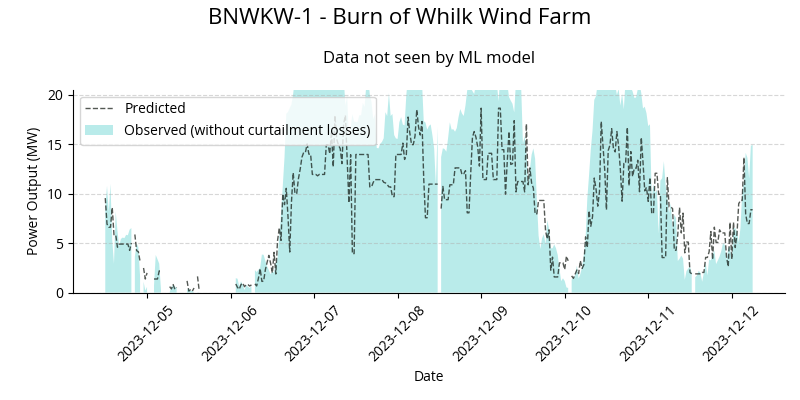 BNWKW-1 - Burn of Whilk Wind Farm
Data not seen by ML model
Power Output (MW)
20
15
10
5
0
Predicted
Observed (without curtailment losses)
2023-12-05
2023-12-06
2023-12-07
2023-12-08
2023-12-09
2023-12-10
2023-12-11
2023-12-12
Date